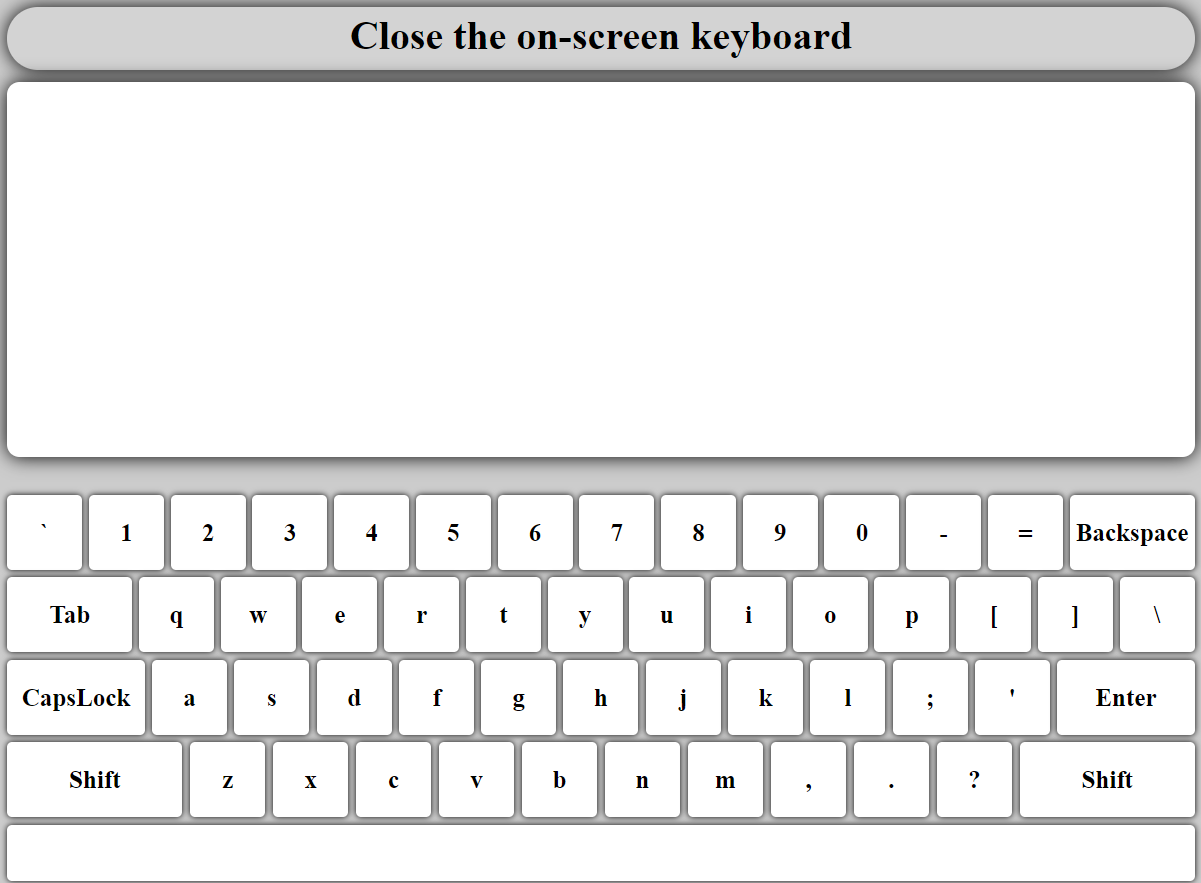 Close the on-screen keyboard
` 1 2 3 4 5 6 7 8 9 0 - = Backspace
Tab q w e r t y u i o p [ ] \
CapsLock a s d f g h j k l ; ' Enter
Shift z x c v b n m , . ? Shift